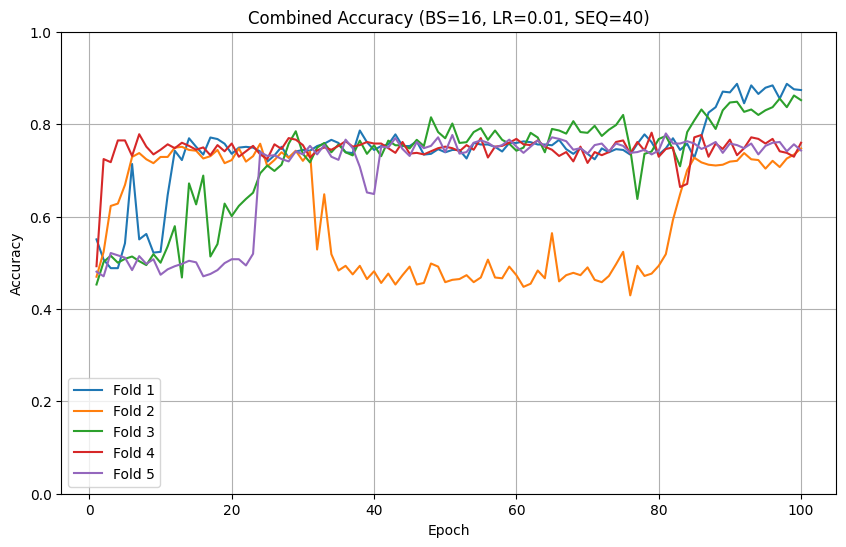 Combined Accuracy (BS=16, LR=0.01, SEQ=40)
1.0
0.8
0.6
0.4
0.2
0.0
Accuracy
Fold 1
Fold 2
Fold 3
Fold 4
Fold 5
0 20 40 60 80 100
Epoch